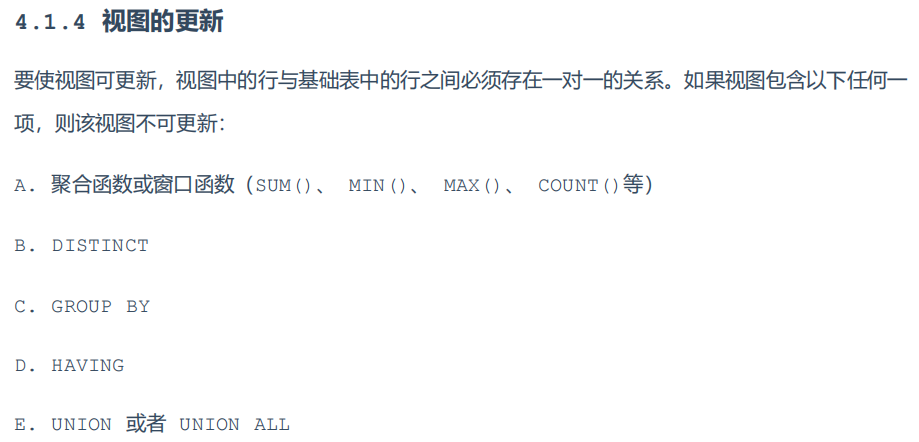 4.1.4 视图的更新
要使视图可更新，视图中的行与基础表中的行之间必须存在一对一的关系。如果视图包含以下任何一
项，则该视图不可更新：
A. 聚合函数或窗口函数（SUM()、 MIN()、 MAX()、 COUNT()等）
B. DISTINCT
C. GROUP BY
D. HAVING
E. UNION 或者 UNION ALL